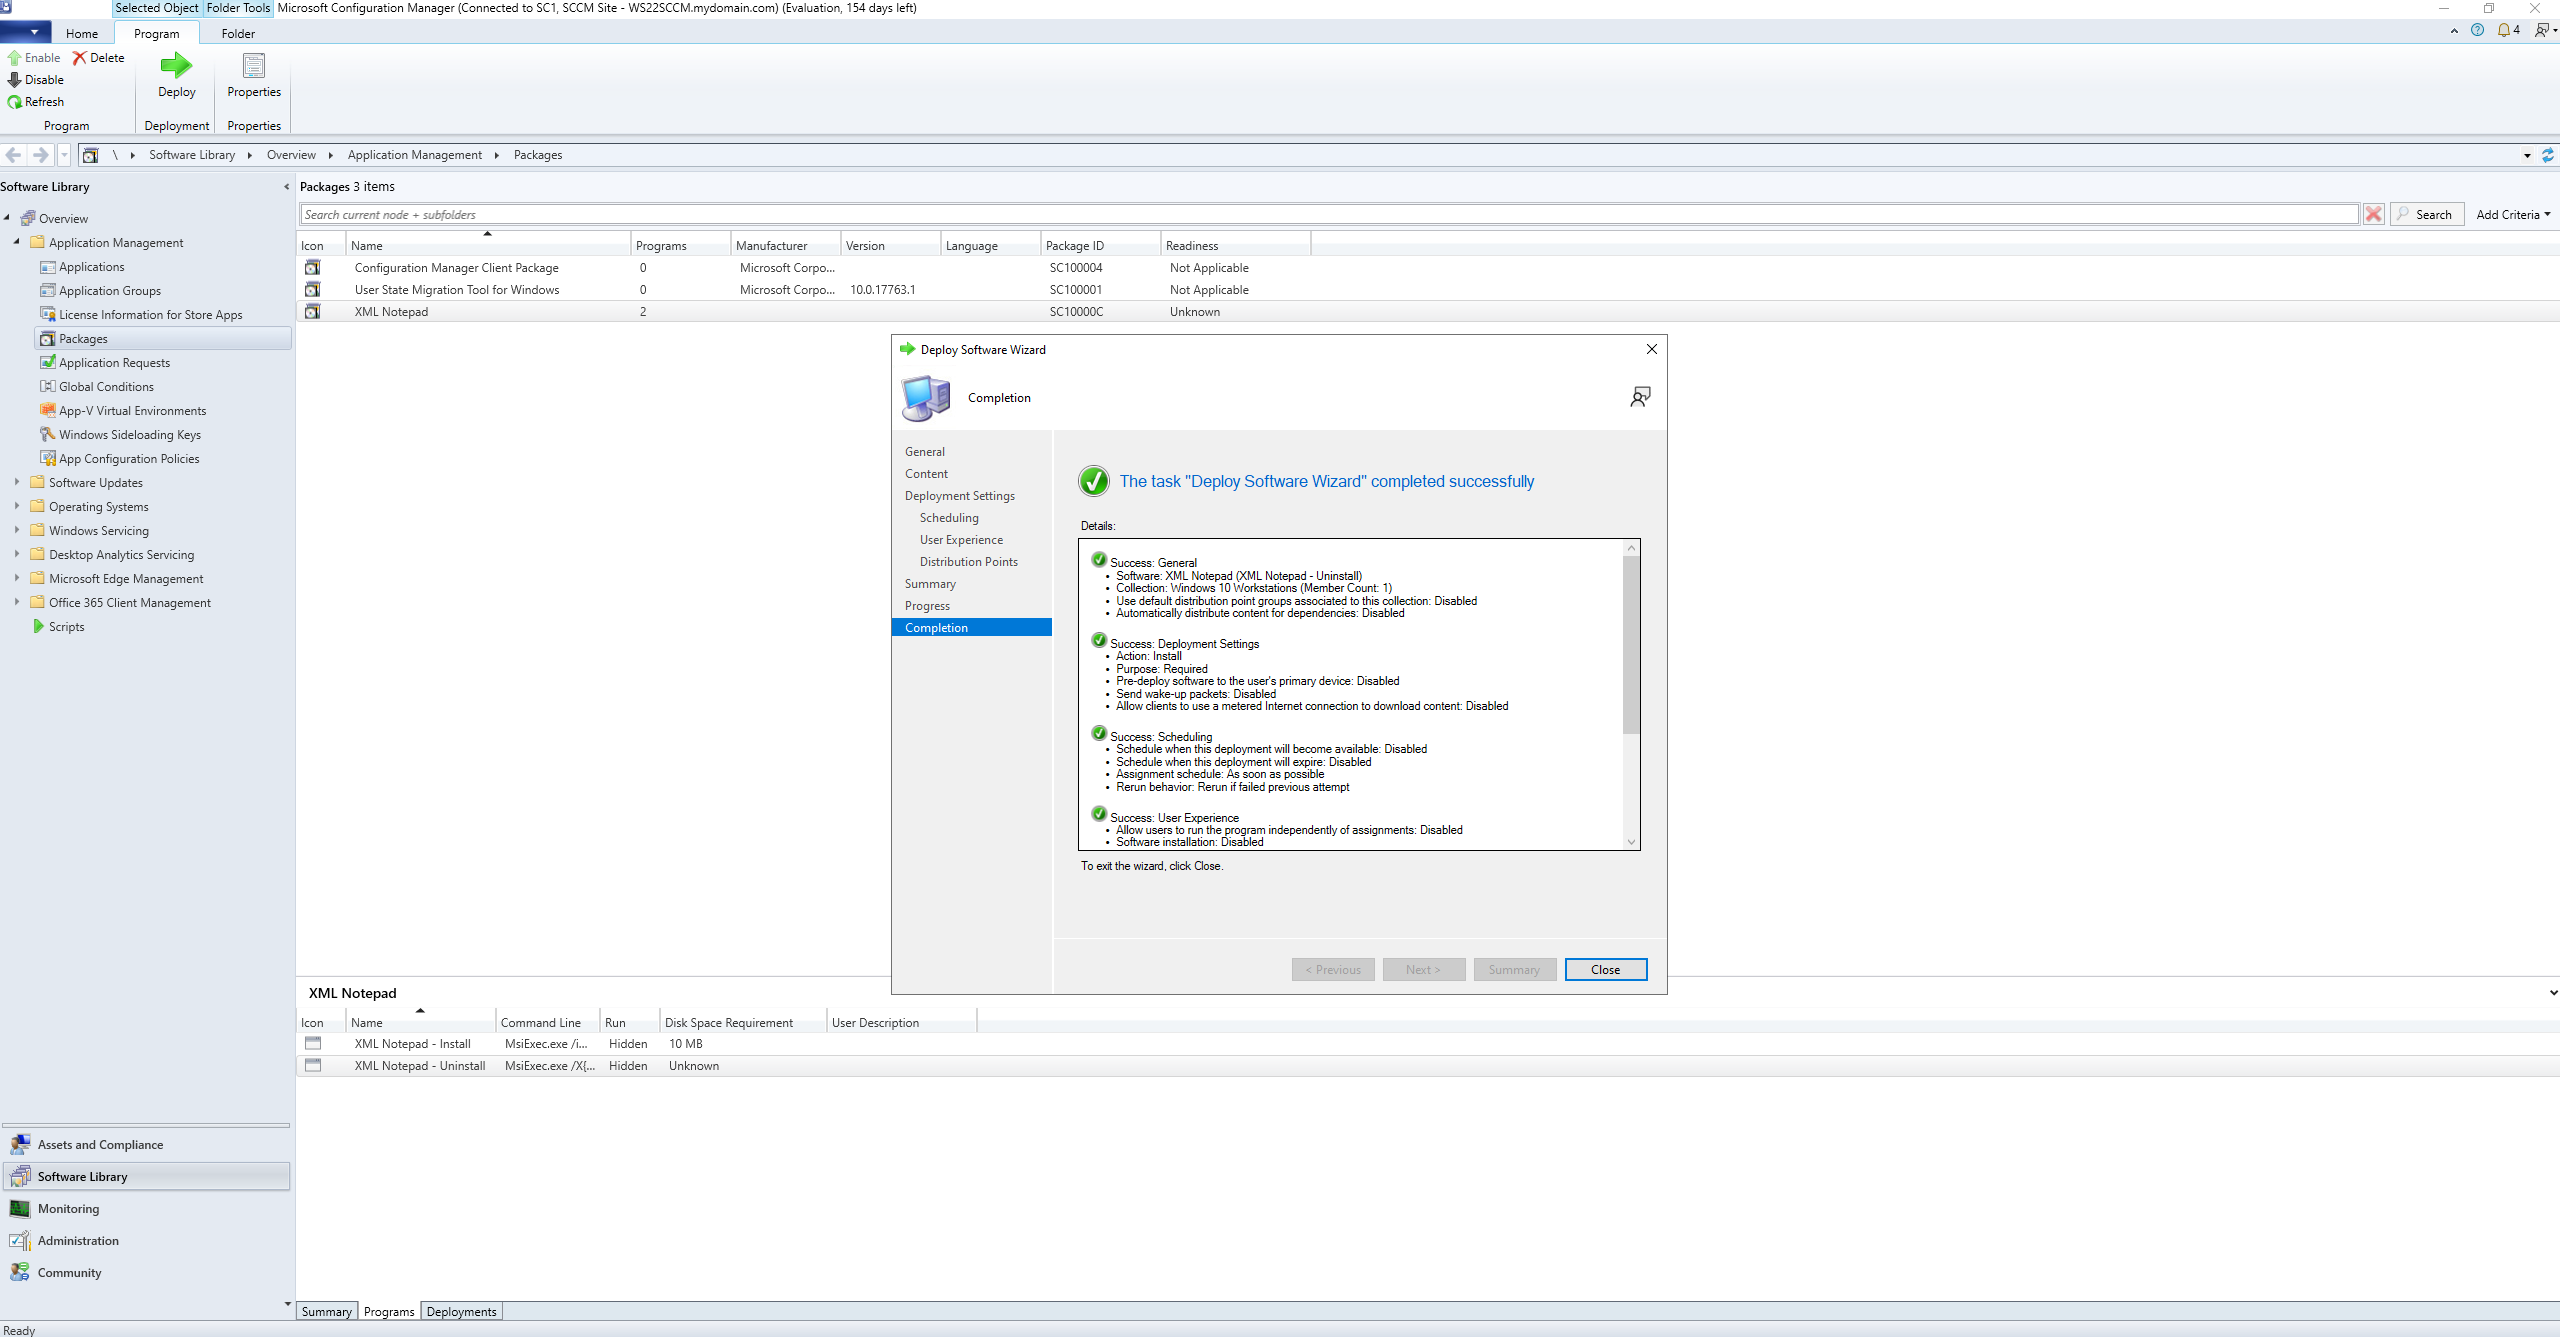 Selected Object Folder Tools Microsoft Configuration Manager (Connected to SC1, SCCM Site - WS22SCCM.mydomain.com) (Evaluation, 154 days left)
Home Program Folder
4
Enable Delete
Disable
Refresh
Deploy
Properties
Program Deployment Properties
\ Software Library Overview Application Management Packages
Software Library
Packages 3 items
Search current node + subfolders
Search Add Criteria
Overview
Application Management
Applications
Application Groups
License Information for Store Apps
Packages
Application Requests
Global Conditions
App-V Virtual Environments
Windows Sideloading Keys
App Configuration Policies
Software Updates
Operating Systems
Windows Servicing
Desktop Analytics Servicing
Microsoft Edge Management
Office 365 Client Management
Scripts
Icon Name Programs Manufacturer Version Language Package ID Readiness
Configuration Manager Client Package 0 Microsoft Corpo... SC100004 Not Applicable
User State Migration Tool for Windows 0 Microsoft Corpo... 10.0.17763.1 SC100001 Not Applicable
XML Notepad 2 SC10000C Unknown
Deploy Software Wizard
Completion
General
Content
Deployment Settings
Scheduling
User Experience
Distribution Points
Summary
Progress
Completion
The task "Deploy Software Wizard" completed successfully
Details:
Success: General
• Software: XML Notepad (XML Notepad - Uninstall)
• Collection: Windows 10 Workstations (Member Count: 1)
• Use default distribution point groups associated to this collection: Disabled
• Automatically distribute content for dependencies: Disabled
Success: Deployment Settings
• Action: Install
• Purpose: Required
• Pre-deploy software to the user's primary device: Disabled
• Send wake-up packets: Disabled
• Allow clients to use a metered Internet connection to download content: Disabled
Success: Scheduling
• Schedule when this deployment will become available: Disabled
• Schedule when this deployment will expire: Disabled
• Assignment schedule: As soon as possible
• Rerun behavior: Rerun if failed previous attempt
Success: User Experience
• Allow users to run the program independently of assignments: Disabled
• Software installation: Disabled
To exit the wizard, click Close.
< Previous Next > Summary Close
XML Notepad
Icon Name Command Line Run Disk Space Requirement User Description
XML Notepad - Install MsiExec.exe /i... Hidden 10 MB
XML Notepad - Uninstall MsiExec.exe /X{... Hidden Unknown
Assets and Compliance
Software Library
Monitoring
Administration
Community
Summary Programs Deployments
Ready